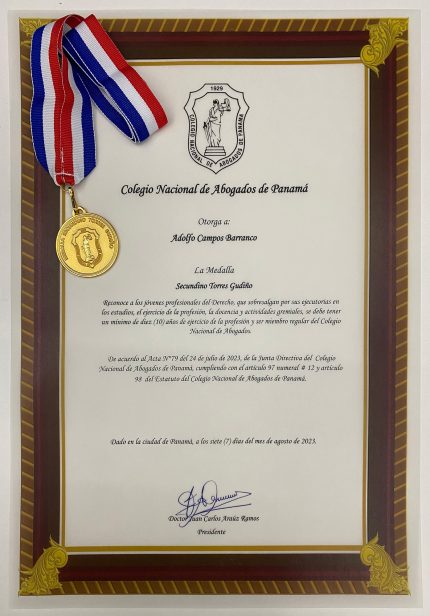 1929
COLEGIO NACIONAL DE ABOGADOS DE PANAMA
Colegio Nacional de Abogados de Panamá
Otorga a:
Adolfo Campos Barranco
La Medalla
Secundino Torres Gudiño
Reconoce a los jóvenes profesionales del Derecho, que sobresalgan por sus ejecutorias en
los estudios, el ejercicio de la profesión, la docencia y actividades gremiales, se debe tener
un mínimo de diez (10) años de ejercicio de la profesión y ser miembro regular del Colegio
Nacional de Abogados.
De acuerdo al Acta N°79 del 24 de julio de 2023, de la Junta Directiva del Colegio
Nacional de Abogados de Panamá, cumpliendo con el artículo 97 numeral # 12 y artículo
98 del Estatuto del Colegio Nacional de Abogados de Panamá.
Dado en la ciudad de Panamá, a los siete (7) días del mes de agosto de 2023.
Doctor Juan Carlos Araúz Ramos
Presidente
MEDALLA SECUNDINO TORRES GUDIÑO